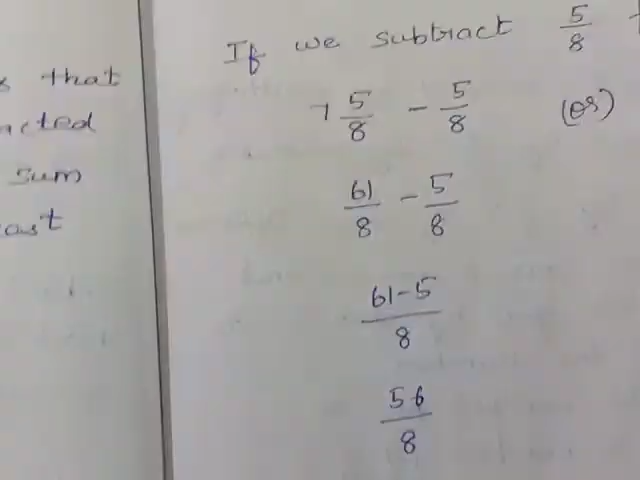 s that
acted
sum
ast
If we subtract 5/8
7 5/8 - 5/8 (or)
61/8 - 5/8
61-5/8
56/8